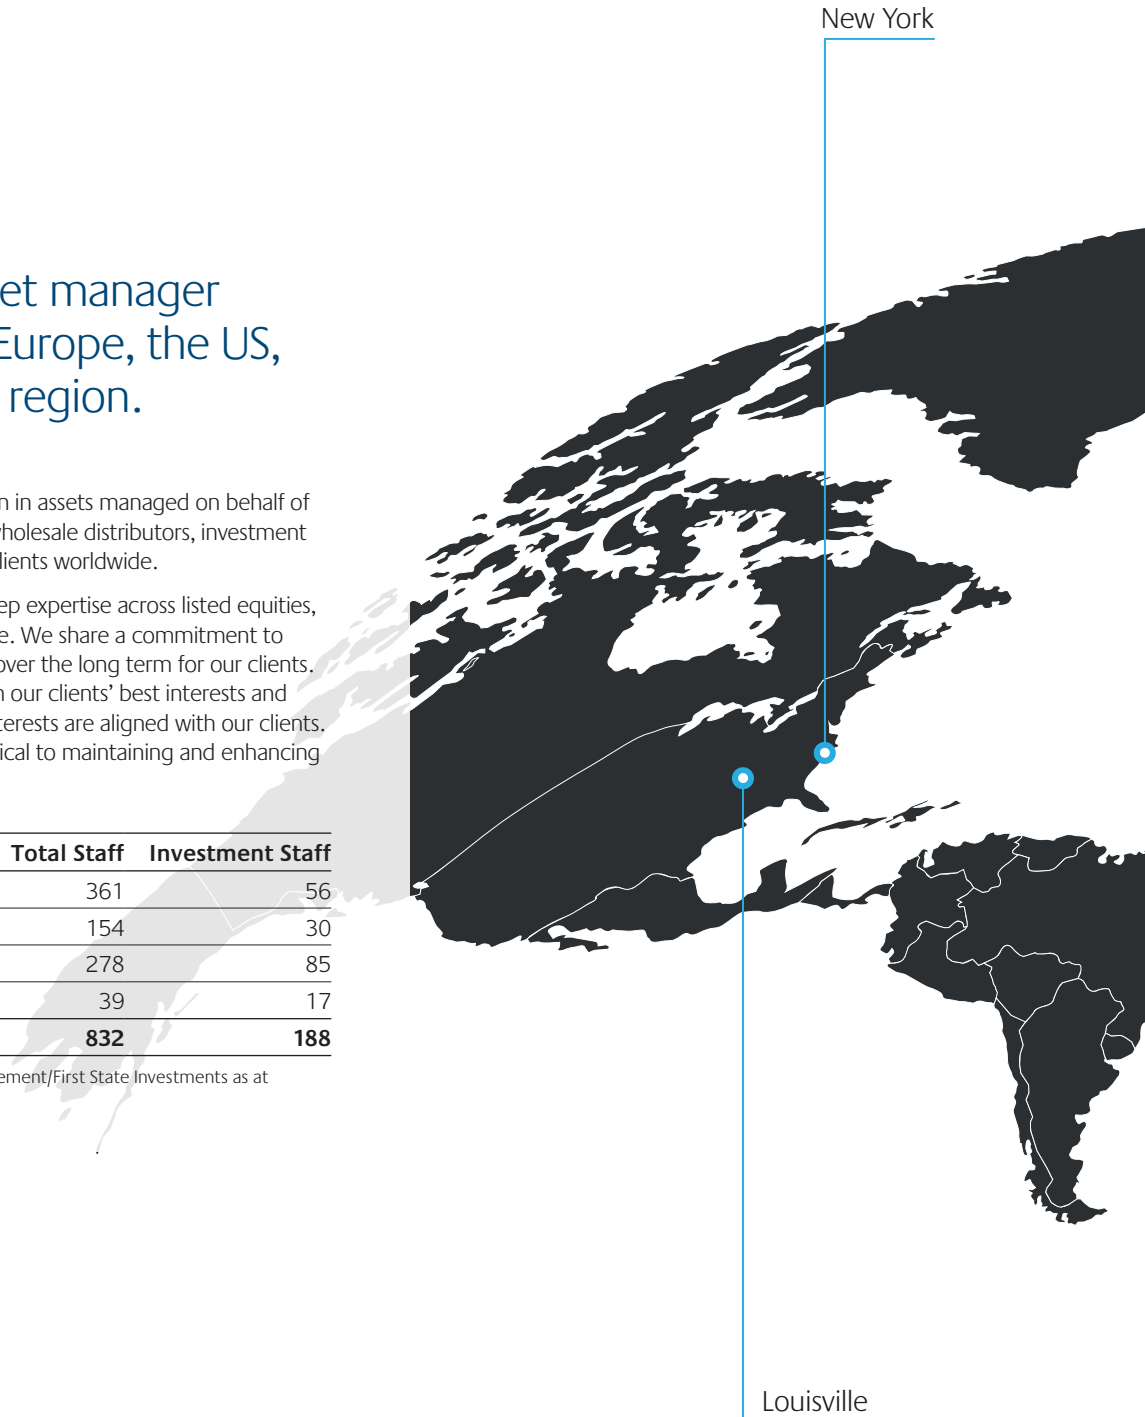 New York
et manager
Europe, the US,
region.
n in assets managed on behalf of
wholesale distributors, investment
lients worldwide.
ep expertise across listed equities,
e. We share a commitment to
over the long term for our clients.
n our clients’ best interests and
terests are aligned with our clients.
ical to maintaining and enhancing
Total Staff Investment Staff
361 56
154 30
278 85
39 17
832 188
ement/First State Investments as at
.
Louisville